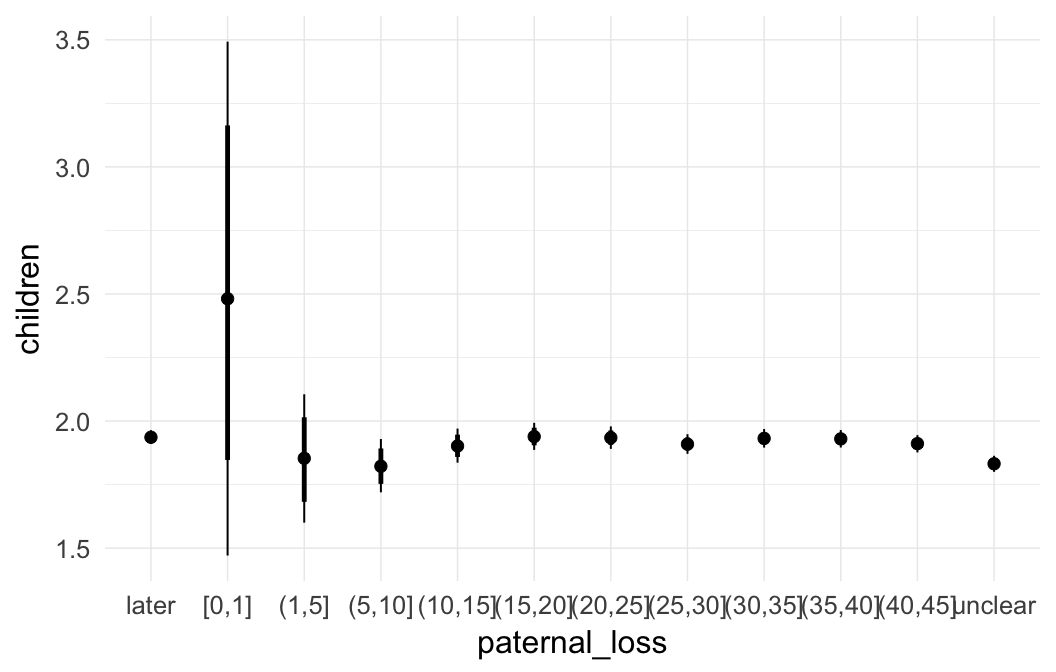 3.5
3.0
2.5
2.0
1.5
children
later [0,1] (1,5] (5,10] (10,15] (15,20] (20,25] (25,30] (30,35] (35,40] (40,45] unclear
paternal_loss